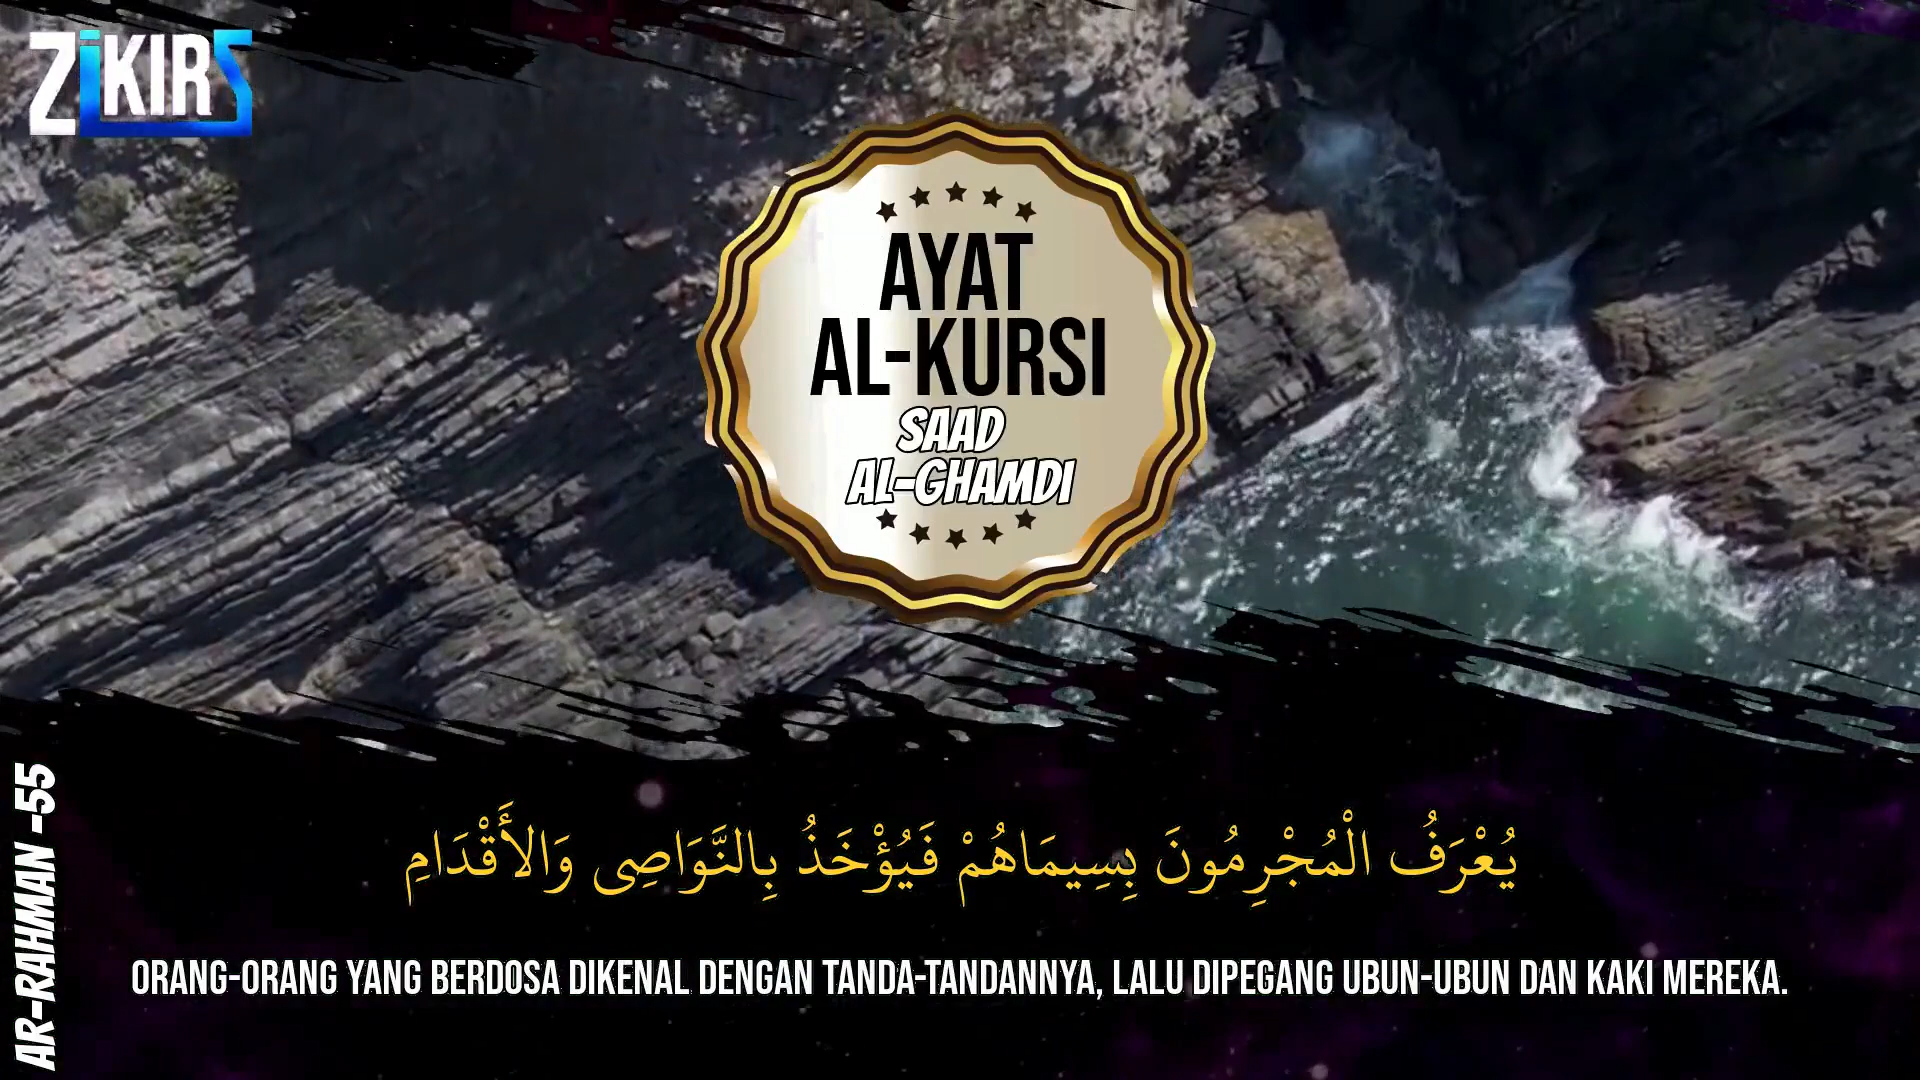 ZIKIRS
AYAT
AL-KURSI
SAAD
AL-GHAMDI
AR-RAHMAN -55
يُعْرَفُ الْمُجْرِمُونَ بِسِيمَاهُمْ فَيُؤْخَذُ بِالنَّوَاصِى وَالأَقْدَامِ
ORANG-ORANG YANG BERDOSA DIKENAL DENGAN TANDA-TANDANNYA, LALU DIPEGANG UBUN-UBUN DAN KAKI MEREKA.